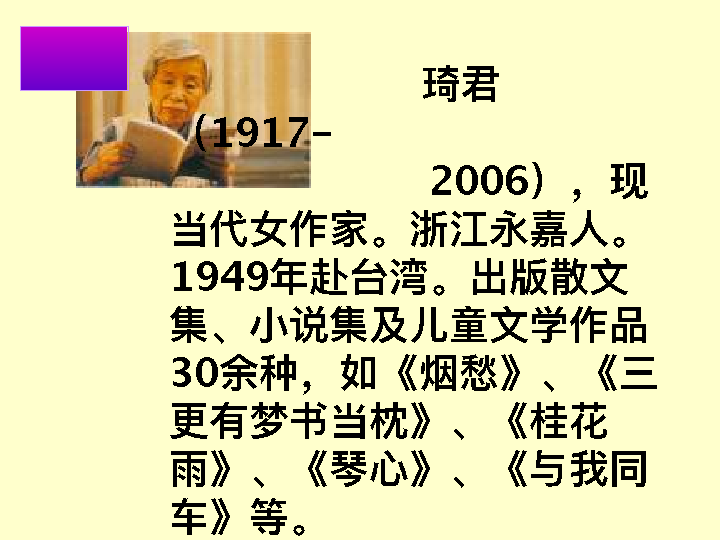 琦君
（1917-
2006），现
当代女作家。浙江永嘉人。
1949年赴台湾。出版散文
集、小说集及儿童文学作品
30余种，如《烟愁》、《三
更有梦书当枕》、《桂花
雨》、《琴心》、《与我同
车》等。